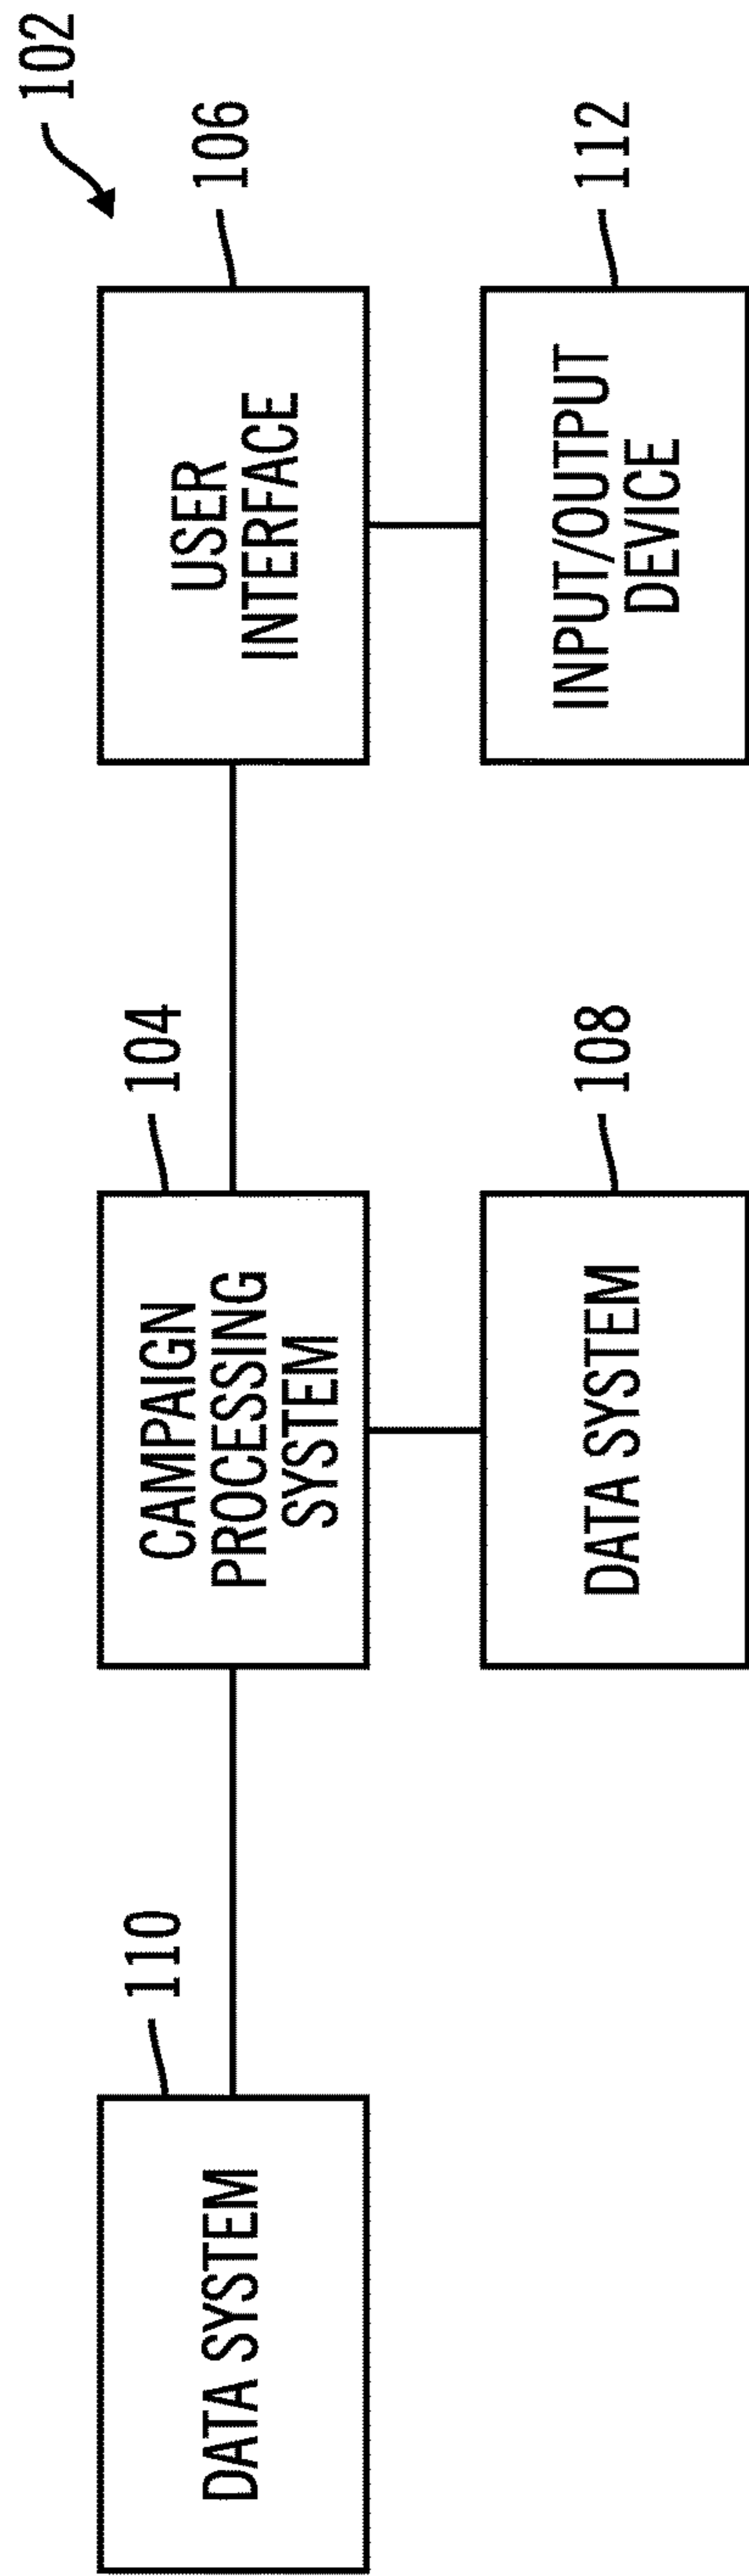 102
110
DATA SYSTEM
104
CAMPAIGN
PROCESSING
SYSTEM
106
USER
INTERFACE
108
DATA SYSTEM
112
INPUT/OUTPUT
DEVICE